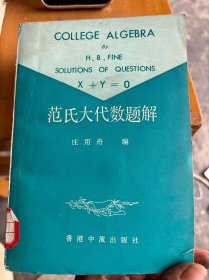 COLLEGE ALGEBRA
BY
H, B, FINE
SOLUTIONS OF QUESTIONS
X + Y = 0
范氏大代数题解
庄用舟 编
香港中流出版社